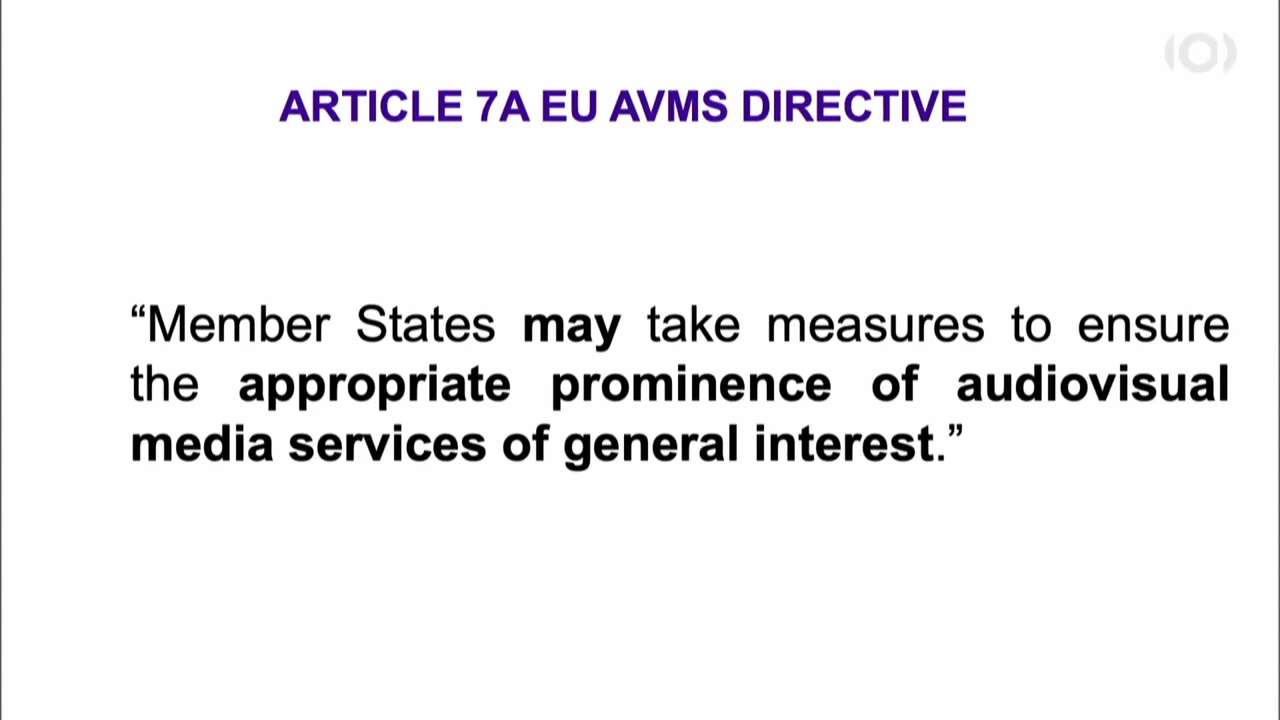 ARTICLE 7A EU AVMS DIRECTIVE
“Member States may take measures to ensure
the appropriate prominence of audiovisual
media services of general interest.”